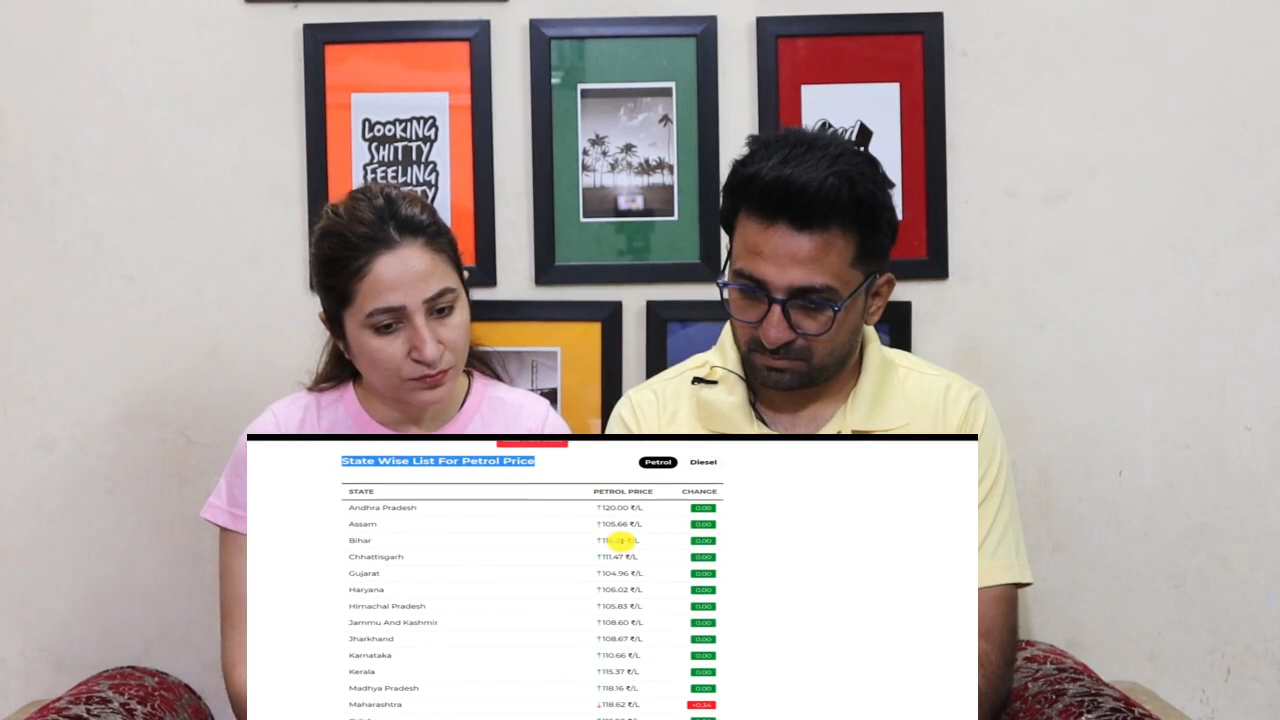 LOOKING
SHITTY
FEELING
State Wise List For Petrol Price
Petrol Diesel
STATE PETROL PRICE CHANGE
Andhra Pradesh ↑120.00 ₹/L 0.00
Assam ↑105.66 ₹/L 0.00
Bihar ₹/L 0.00
Chhattisgarh ↑111.47 ₹/L 0.00
Gujarat ↑104.96 ₹/L 0.00
Haryana ↑106.02 ₹/L 0.00
Himachal Pradesh ↑105.83 ₹/L 0.00
Jammu And Kashmir ↑108.60 ₹/L 0.00
Jharkhand ↑108.67 ₹/L 0.00
Karnataka ↑110.66 ₹/L 0.00
Kerala ↑115.37 ₹/L 0.00
Madhya Pradesh ↑118.16 ₹/L 0.00
Maharashtra ↓118.62 ₹/L +0.34